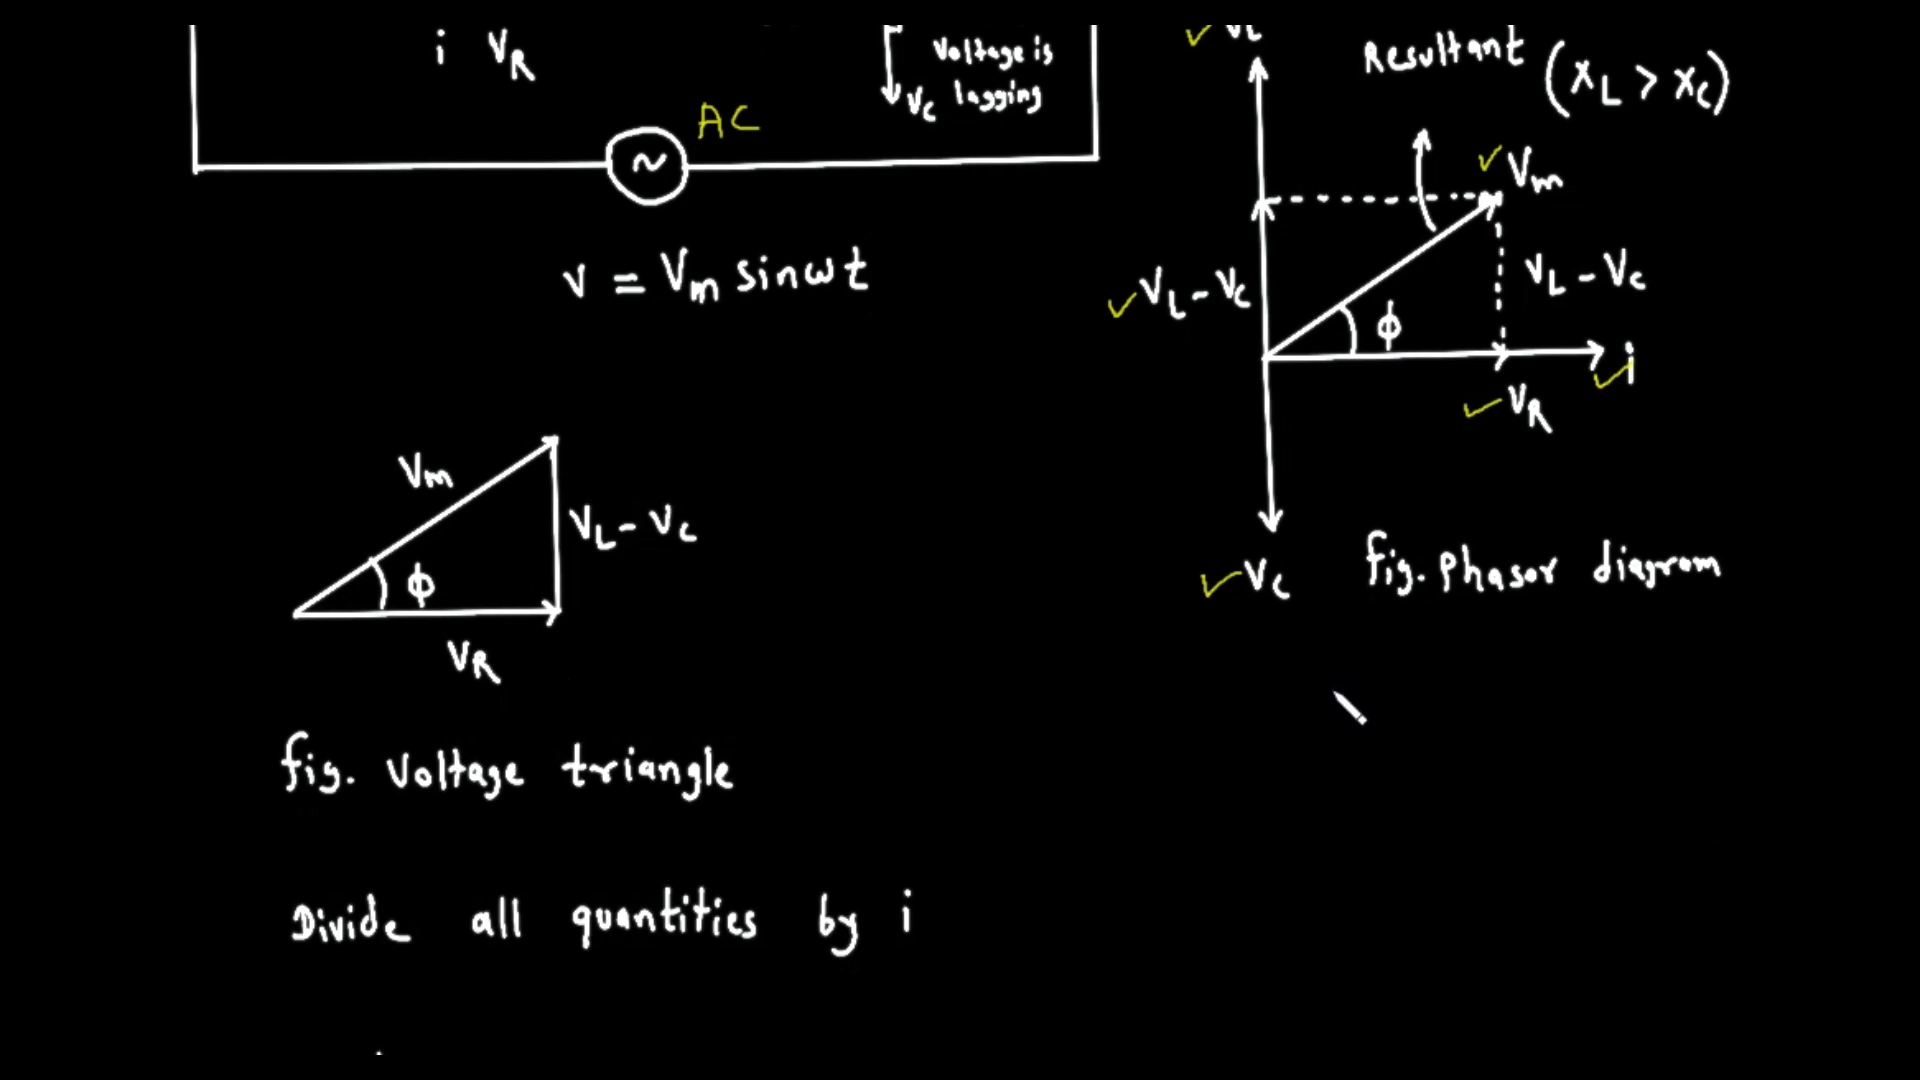 i V_R
Voltage is
V_C lagging
AC
~
v = V_m sinωt
V_L
Resultant (X_L > X_C)
V_m
V_L - V_C
V_L - V_C
ϕ
i
V_R
V_C
fig. Phasor diagram
V_m
V_L - V_C
ϕ
V_R
fig. Voltage triangle
Divide all quantities by i